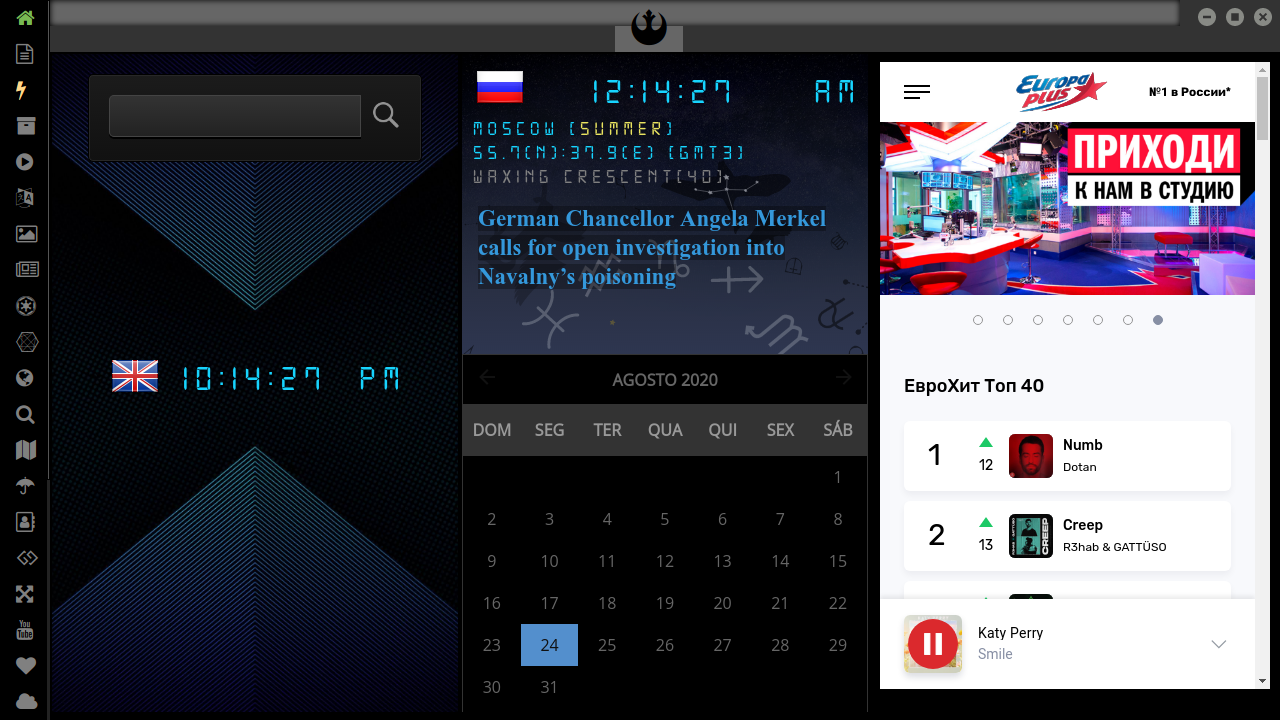 12:14:27 AM
MOSCOW (SUMMER)
55.7(N):37.9(E) (GMT3)
WAXING CRESCENT(40)
German Chancellor Angela Merkel
calls for open investigation into
Navalny’s poisoning
10:14:27 PM
AGOSTO 2020
DOM SEG TER QUA QUI SEX SÁB
1
2 3 4 5 6 7 8
9 10 11 12 13 14 15
16 17 18 19 20 21 22
23 24 25 26 27 28 29
30 31
Europa
plus
№1 в России*
ПРИХОДИ
К НАМ В СТУДИЮ
ЕвроХит Топ 40
1 12 Numb
Dotan
2 13 Creep
R3hab & GATTÜSO
CREEP
Katy Perry
Smile
You
Tube